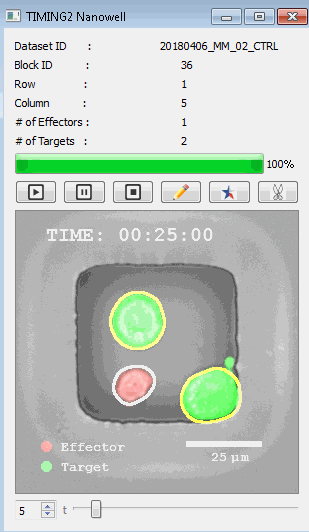 TIMING2 Nanowell
Dataset ID : 20180406_MM_02_CTRL
Block ID : 36
Row : 1
Column : 5
# of Effectors : 1
# of Targets : 2
100%
TIME: 00:25:00
Effector
Target
25 µm
5 t